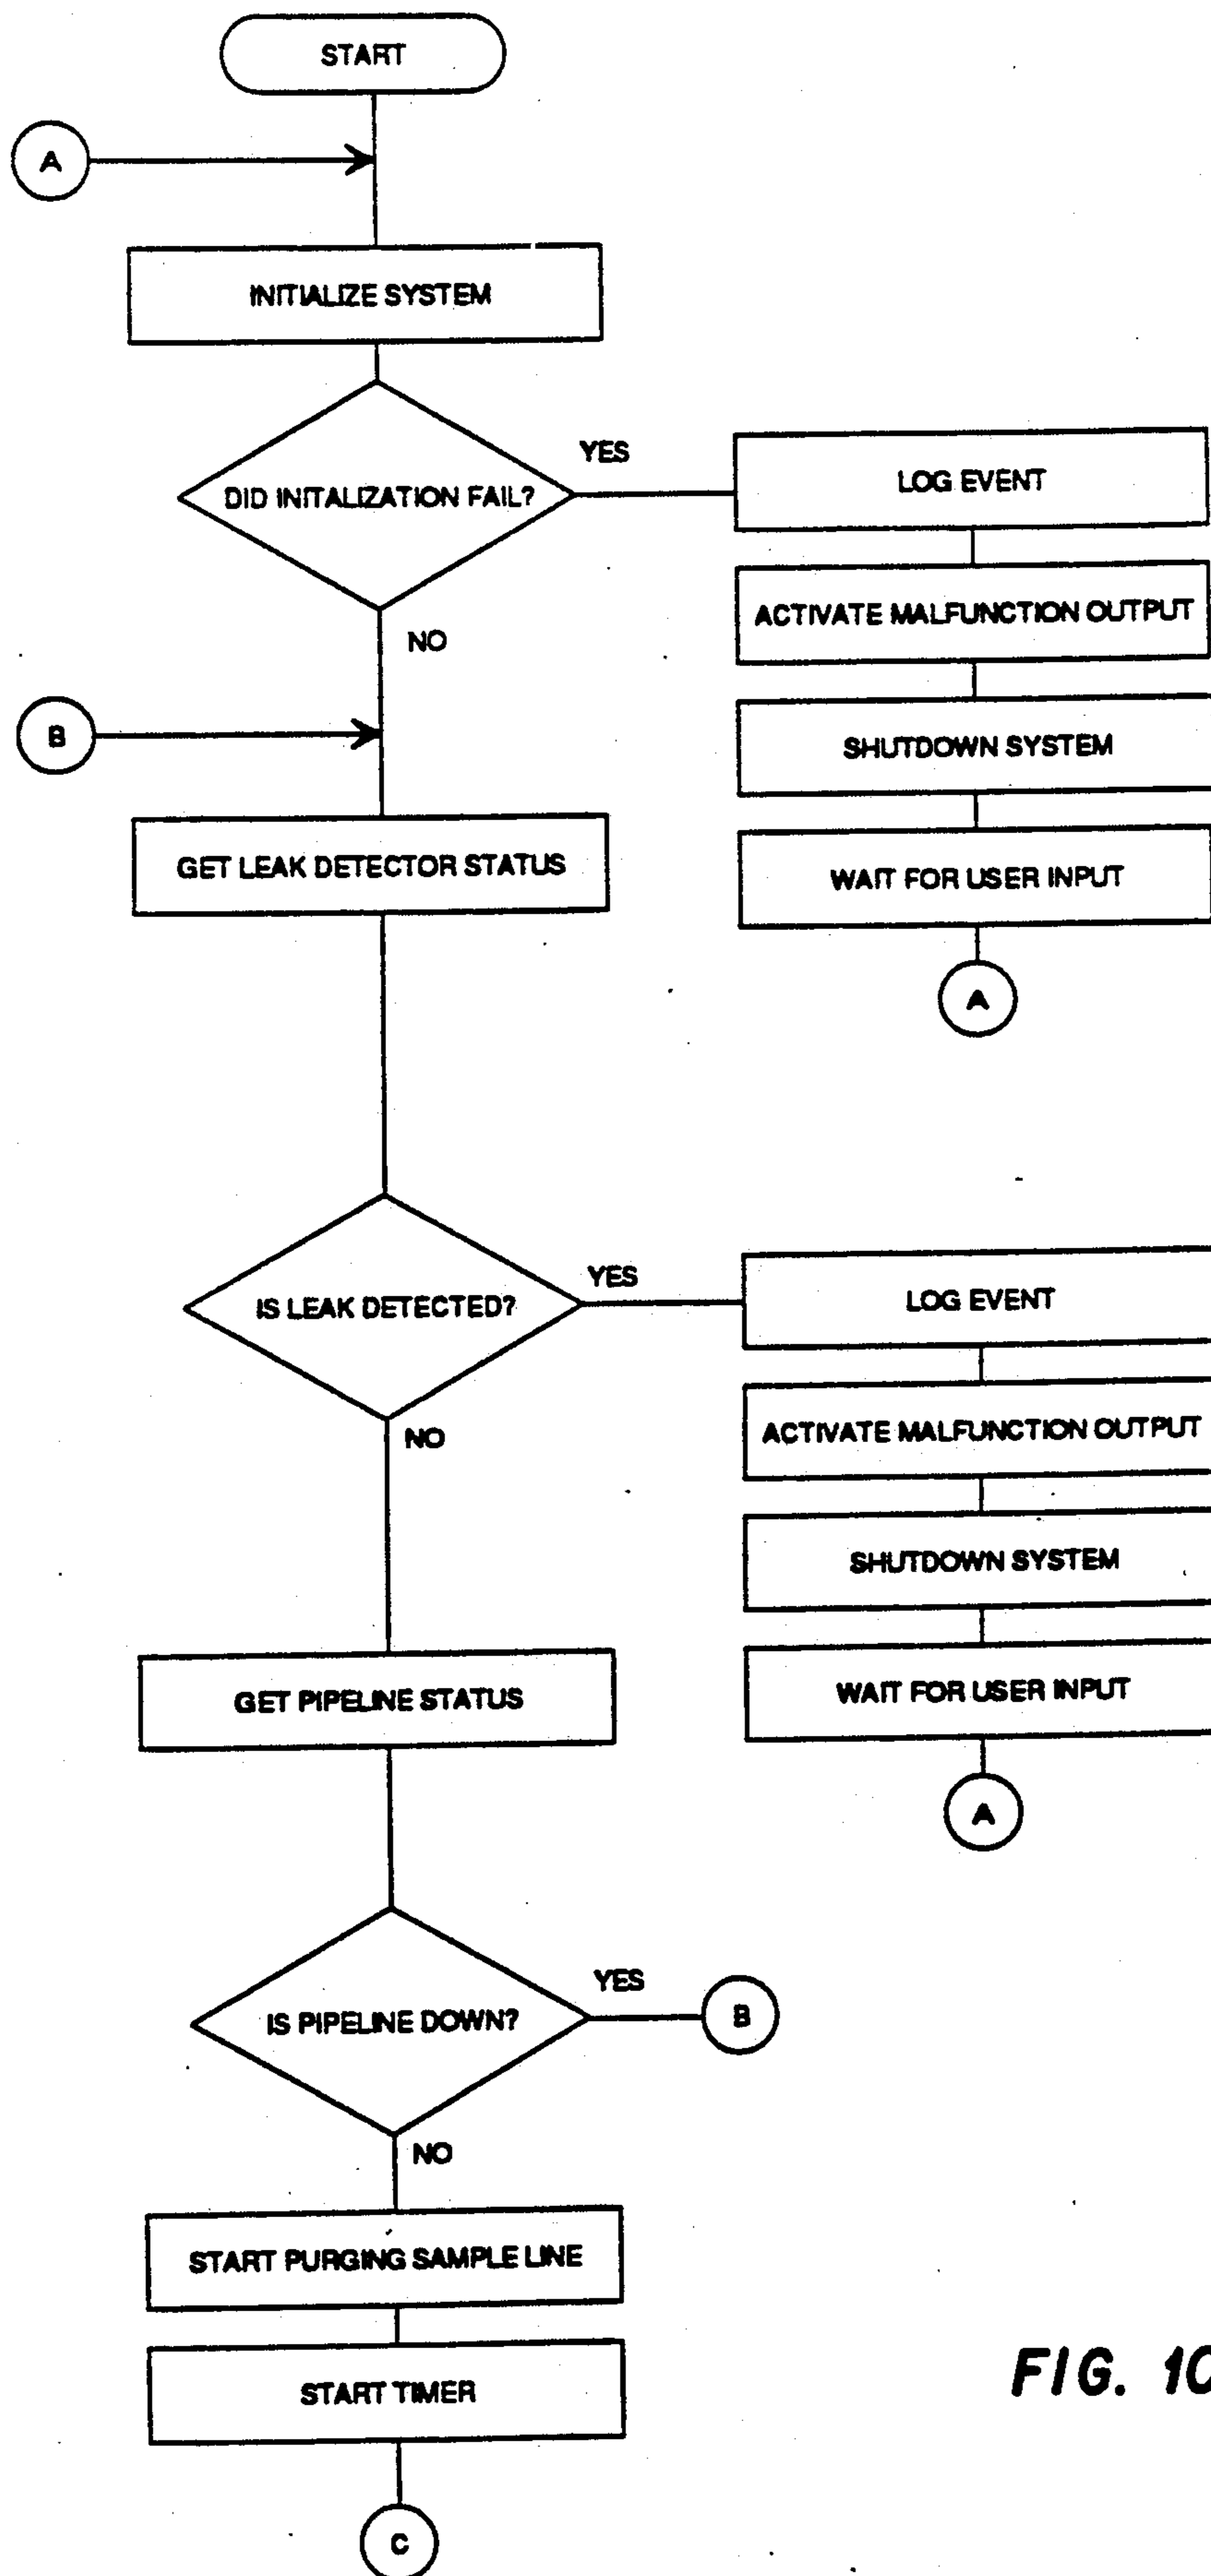 START
A
INITIALIZE SYSTEM
DID INITALIZATION FAIL?
YES
LOG EVENT
ACTIVATE MALFUNCTION OUTPUT
NO
SHUTDOWN SYSTEM
B
GET LEAK DETECTOR STATUS
WAIT FOR USER INPUT
A
IS LEAK DETECTED?
YES
LOG EVENT
NO
ACTIVATE MALFUNCTION OUTPUT
SHUTDOWN SYSTEM
GET PIPELINE STATUS
WAIT FOR USER INPUT
A
IS PIPELINE DOWN?
YES
B
NO
START PURGING SAMPLE LINE
START TIMER
FIG. 10
C